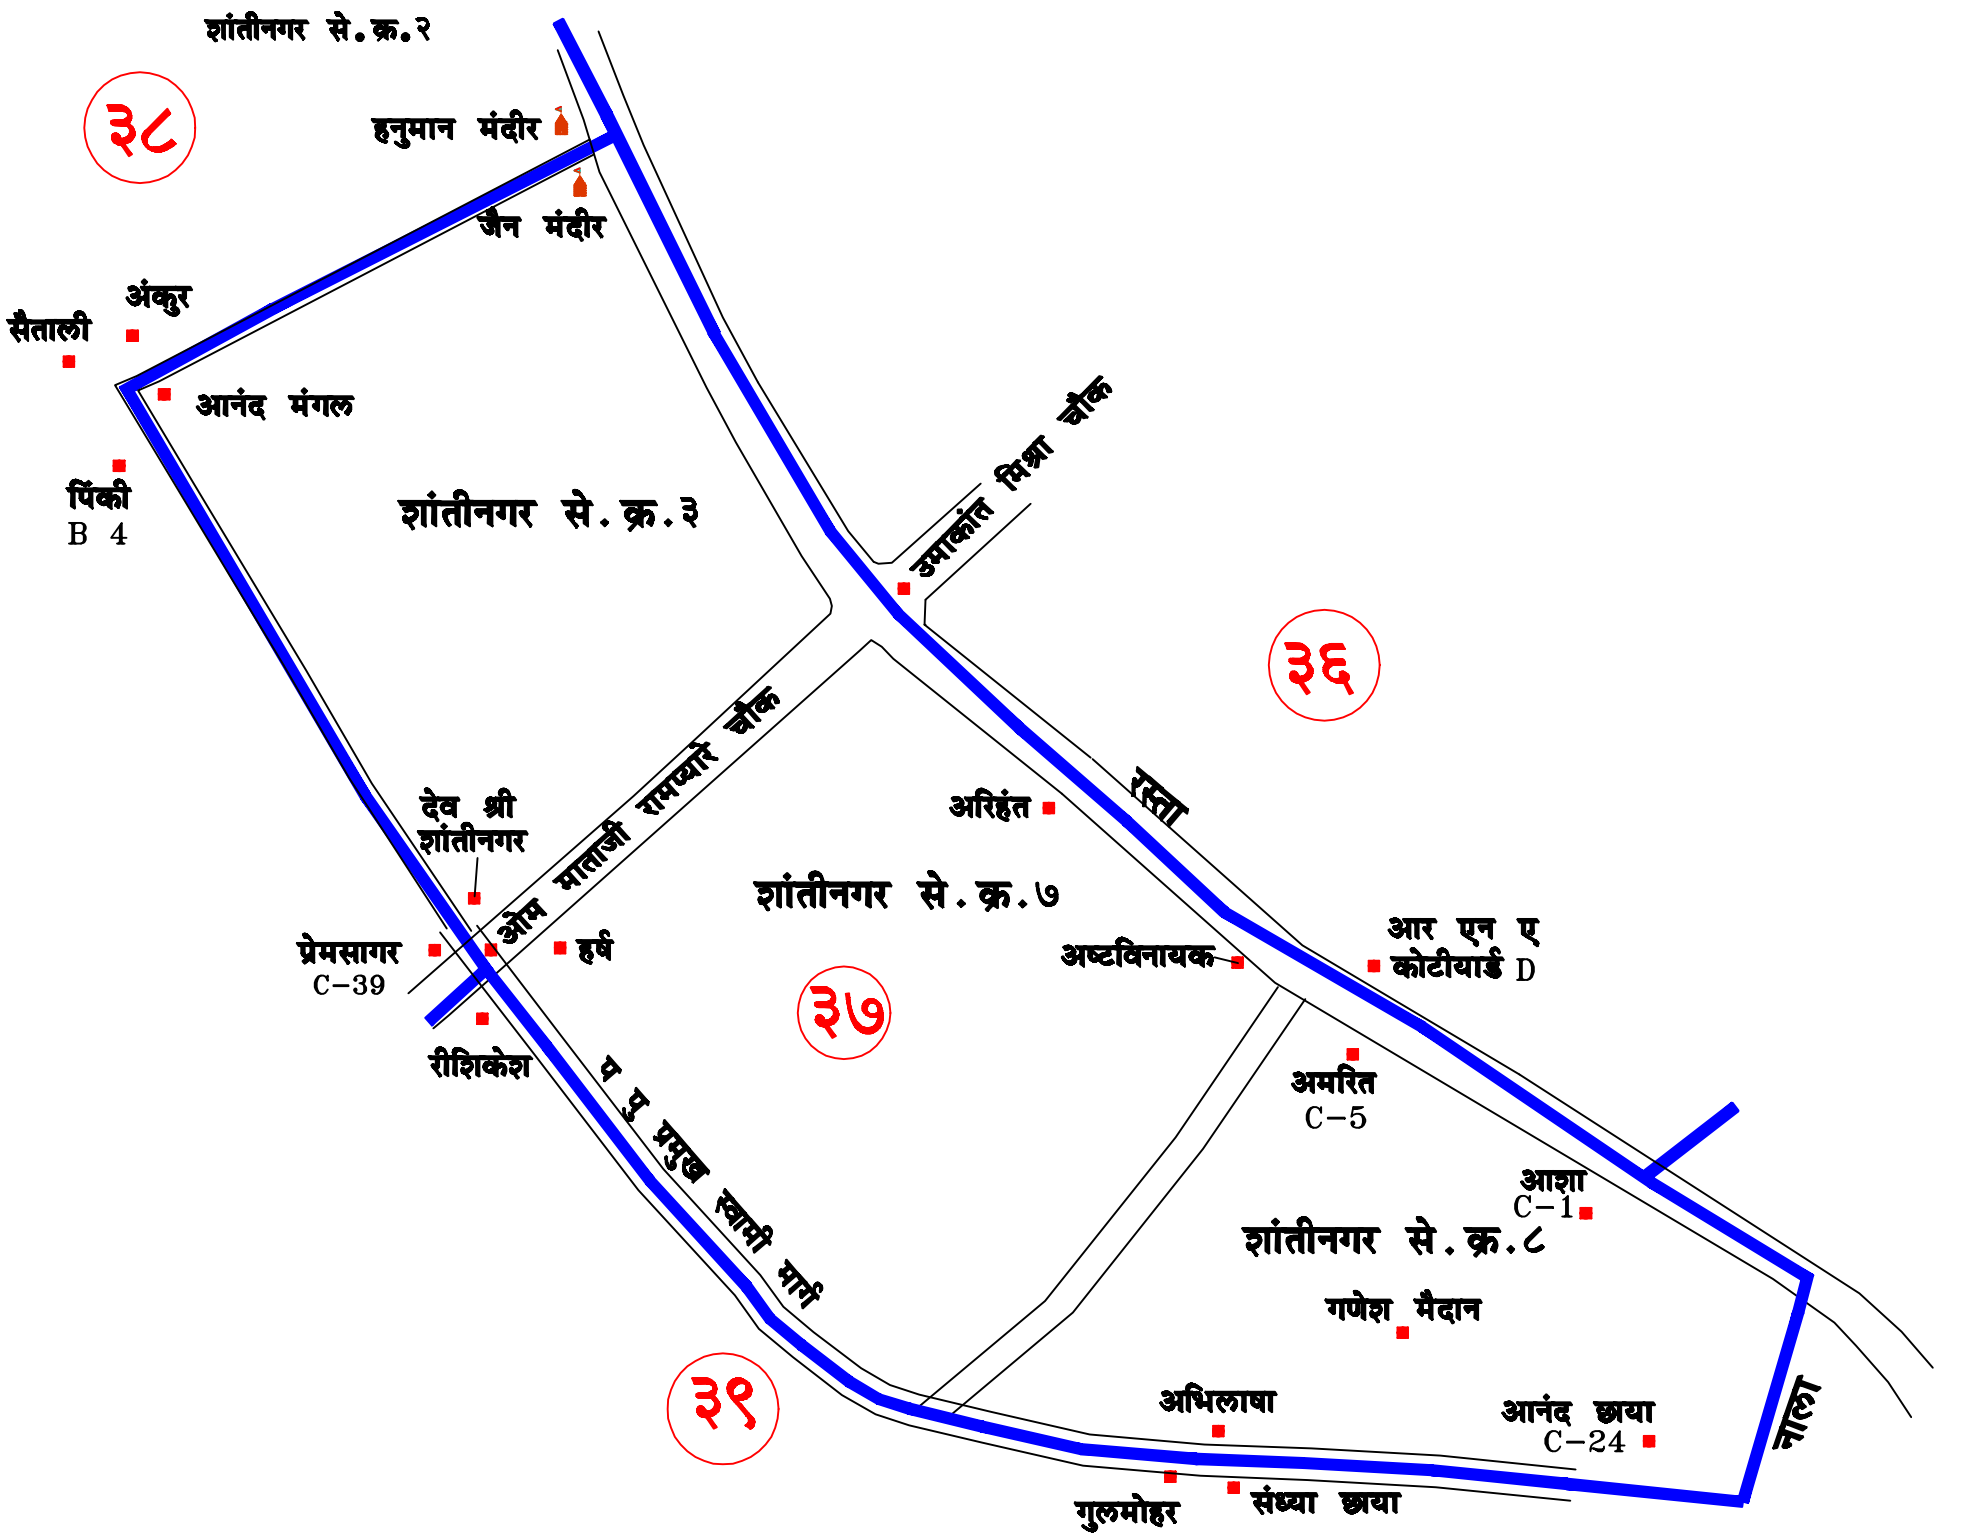 शांतीनगर से.क्र.२
३८
हनुमान मंदीर
जैन मंदीर
अंकुर
सैताली
आनंद मंगल
पिंकी
B 4
शांतीनगर से.क्र.३
उमाकांत मिश्रा चौक
३६
ओम माताजी रामप्यारे चौक
रस्ता
देव श्री
शांतीनगर
अरिहंत
शांतीनगर से.क्र.७
प्रेमसागर
C-39
हर्ष
अष्टविनायक
आर एन ए
कोटीयार्ड D
३७
रीशिकेश
प पु प्रमुख स्वामी मार्ग
अमरित
C-5
आशा
C-1
शांतीनगर से.क्र.८
गणेश मैदान
३९
अभिलाषा
आनंद छाया
C-24
नाला
गुलमोहर
संध्या छाया